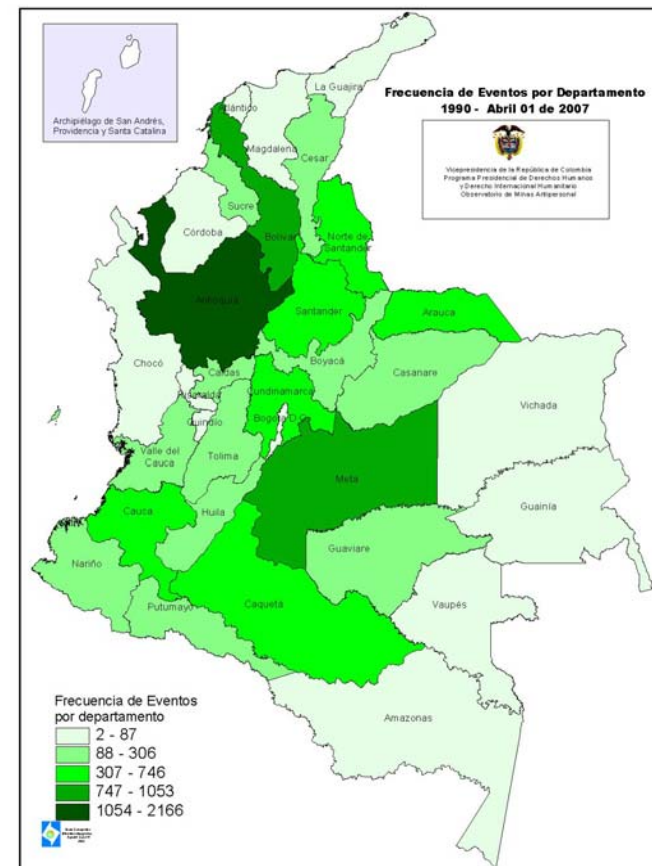 Frecuencia de Eventos por Departamento
1990 - Abril 01 de 2007
Vicepresidencia de la República de Colombia
Programa Presidencial de Derechos Humanos
y Derecho Internacional Humanitario
Observatorio de Minas Antipersonal
Archipiélago de San Andrés,
Providencia y Santa Catalina
La Guajira
Atlántico
Magdalena
Cesar
Sucre
Córdoba
Bolívar
Norte de
Santander
Antioquia
Santander
Arauca
Chocó
Boyacá
Caldas
Casanare
Risaralda
Cundinamarca
Vichada
Quindío
Bogotá D.C.
Valle del
Cauca
Tolima
Meta
Guainía
Cauca
Huila
Guaviare
Nariño
Vaupés
Putumayo
Caquetá
Amazonas
Frecuencia de Eventos
por departamento
2 - 87
88 - 306
307 - 746
747 - 1053
1054 - 2166